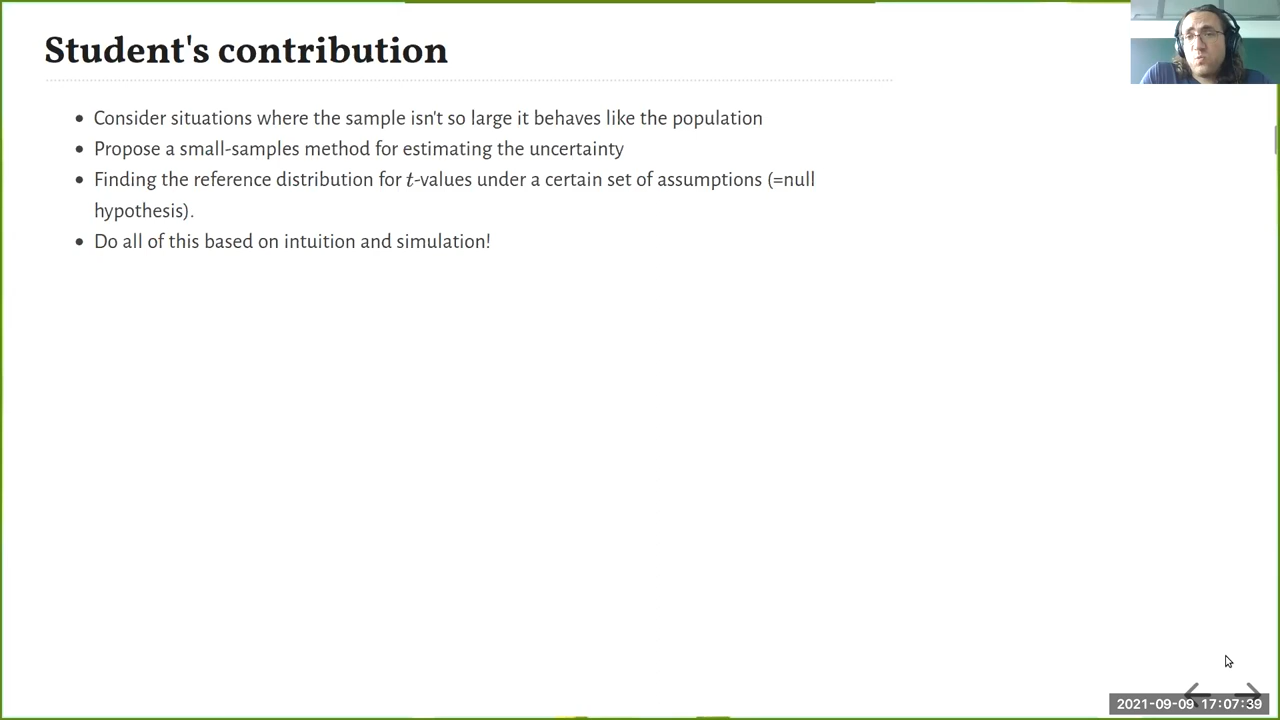 Student's contribution
• Consider situations where the sample isn't so large it behaves like the population
• Propose a small-samples method for estimating the uncertainty
• Finding the reference distribution for t-values under a certain set of assumptions (=null
hypothesis).
• Do all of this based on intuition and simulation!
2021-09-09 17:07:39